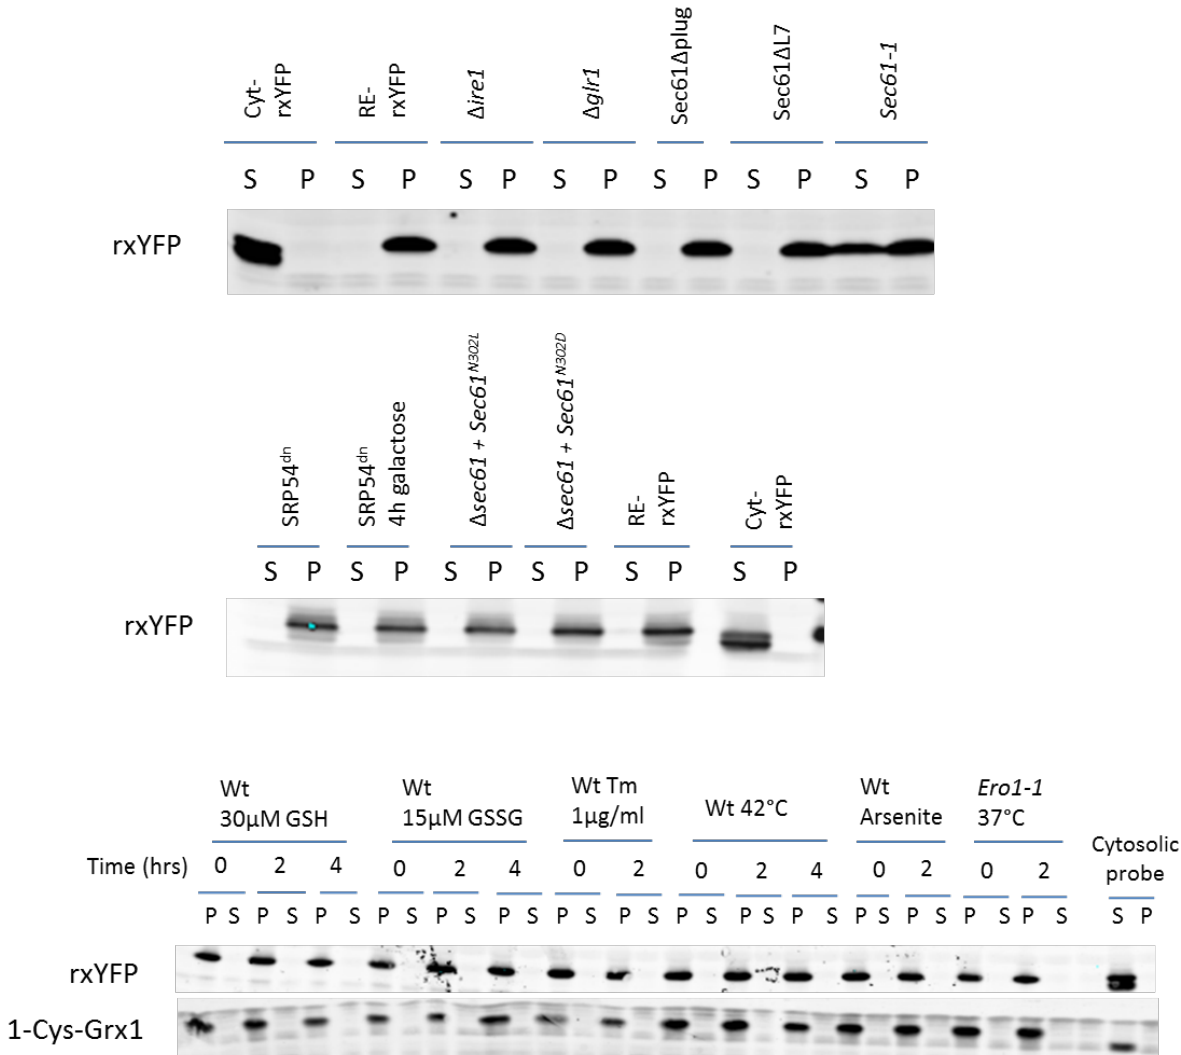 Cyt-
rxYFP
RE-
rxYFP
Δire1
Δglr1
Sec61Δplug
Sec61ΔL7
Sec61-1
S P S P S P S P S P S P S P
rxYFP
SRP54dn
SRP54dn
4h galactose
Δsec61 + Sec61N302L
Δsec61 + Sec61N302D
RE-
rxYFP
Cyt-
rxYFP
S P S P S P S P S P S P
rxYFP
Wt
30µM GSH
Wt
15µM GSSG
Wt Tm
1µg/ml
Wt 42°C
Wt
Arsenite
Ero1-1
37°C
Cytosolic
probe
Time (hrs) 0 2 4 0 2 4 0 2 0 2 4 0 2 0 2
P S P S P S P S P S P S P S P S P S P S P S P S P S P S P S S P
rxYFP
1-Cys-Grx1